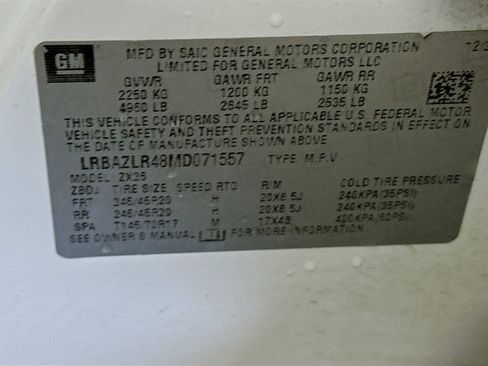 GM
MFD BY SAIC GENERAL MOTORS CORPORATION
LIMITED FOR GENERAL MOTORS LLC
GVWR GAWR FRT GAWR RR
2250 KG 1200 KG 1150 KG
4960 LB 2645 LB 2535 LB
THIS VEHICLE CONFORMS TO ALL APPLICABLE U.S. FEDERAL MOTOR
VEHICLE SAFETY AND THEFT PREVENTION STANDARDS IN EFFECT ON
THE DATE OF MANUFACTURE SHOWN ABOVE.
LRBAZLR48MD071557 TYPE: M.P.V
MODEL: ZX26
TIRE SIZE SPEED RTG RIM COLD TIRE PRESSURE
FRT 245/45R20 H 20X8.5J 240KPA(35PSI)
RR 245/45R20 H 20X8.5J 240KPA(35PSI)
SPA T145/70R17 M 17X4B 420KPA(60PSI)
SEE OWNER'S MANUAL FOR MORE INFORMATION